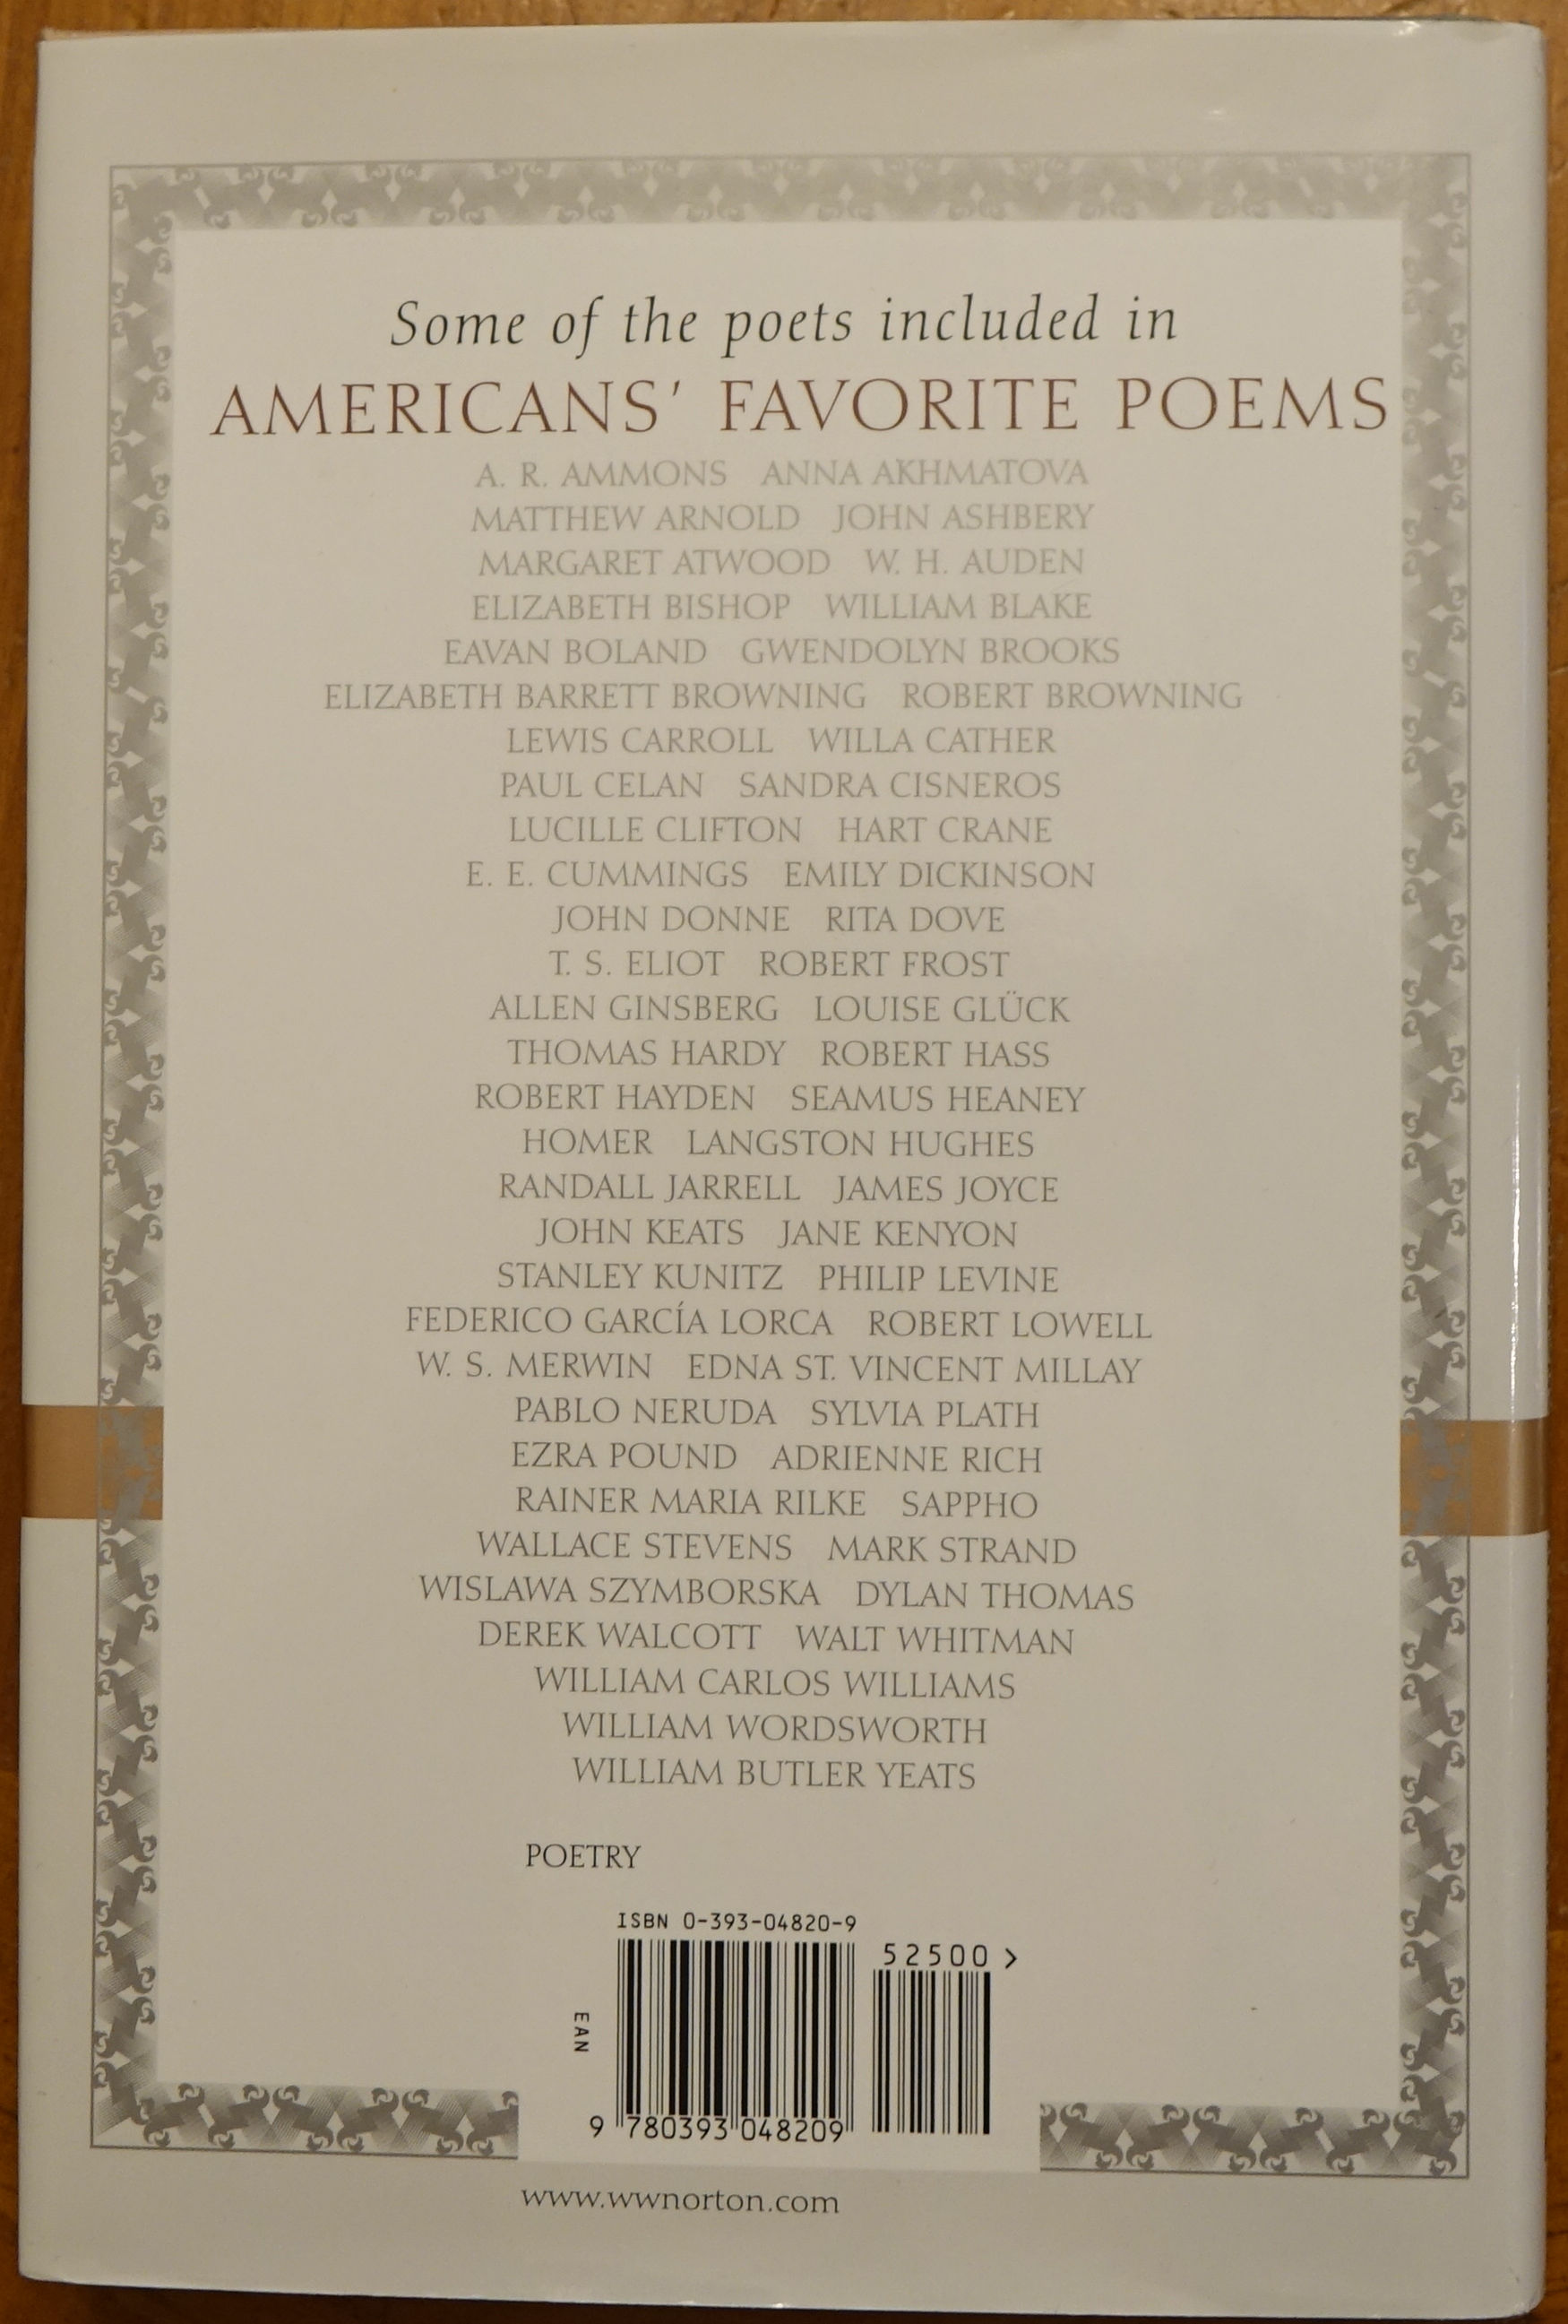 Some of the poets included in
AMERICANS' FAVORITE POEMS
A. R. AMMONS ANNA AKHMATOVA
MATTHEW ARNOLD JOHN ASHBERY
MARGARET ATWOOD W. H. AUDEN
ELIZABETH BISHOP WILLIAM BLAKE
EAVAN BOLAND GWENDOLYN BROOKS
ELIZABETH BARRETT BROWNING ROBERT BROWNING
LEWIS CARROLL WILLA CATHER
PAUL CELAN SANDRA CISNEROS
LUCILLE CLIFTON HART CRANE
E. E. CUMMINGS EMILY DICKINSON
JOHN DONNE RITA DOVE
T. S. ELIOT ROBERT FROST
ALLEN GINSBERG LOUISE GLÜCK
THOMAS HARDY ROBERT HASS
ROBERT HAYDEN SEAMUS HEANEY
HOMER LANGSTON HUGHES
RANDALL JARRELL JAMES JOYCE
JOHN KEATS JANE KENYON
STANLEY KUNITZ PHILIP LEVINE
FEDERICO GARCÍA LORCA ROBERT LOWELL
W. S. MERWIN EDNA ST. VINCENT MILLAY
PABLO NERUDA SYLVIA PLATH
EZRA POUND ADRIENNE RICH
RAINER MARIA RILKE SAPPHO
WALLACE STEVENS MARK STRAND
WISLAWA SZYMBORSKA DYLAN THOMAS
DEREK WALCOTT WALT WHITMAN
WILLIAM CARLOS WILLIAMS
WILLIAM WORDSWORTH
WILLIAM BUTLER YEATS
POETRY
ISBN 0-393-04820-9
52500 >
EAN
9 780393 048209
www.wwnorton.com